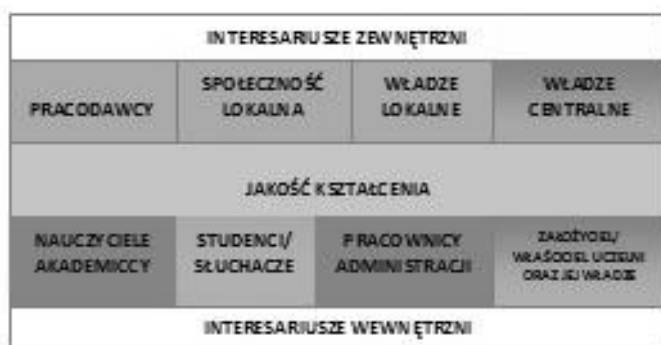 INTERESARIUSZE ZEWNĘTRZNI
PRACODAWCY
SPOŁECZNOŚĆ
LOKALNA
WŁADZE
LOKALNE
WŁADZE
CENTRALNE
JAKOŚĆ KSZTAŁCENIA
NAUCZYCIELE
AKADEMICCY
STUDENCI/
SŁUCHACZE
PRACOWNICY
ADMINISTRACJI
ZAŁOŻYCIEL/
WŁAŚCICIEL UCZELNI
ORAZ JEJ WŁADZE
INTERESARIUSZE WEWNĘTRZNI